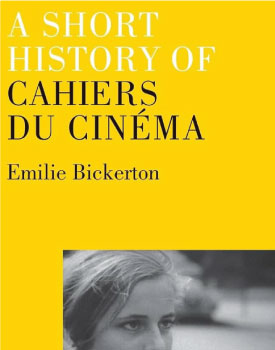 A SHORT
HISTORY OF
CAHIERS
DU CINÉMA
Emilie Bickerton